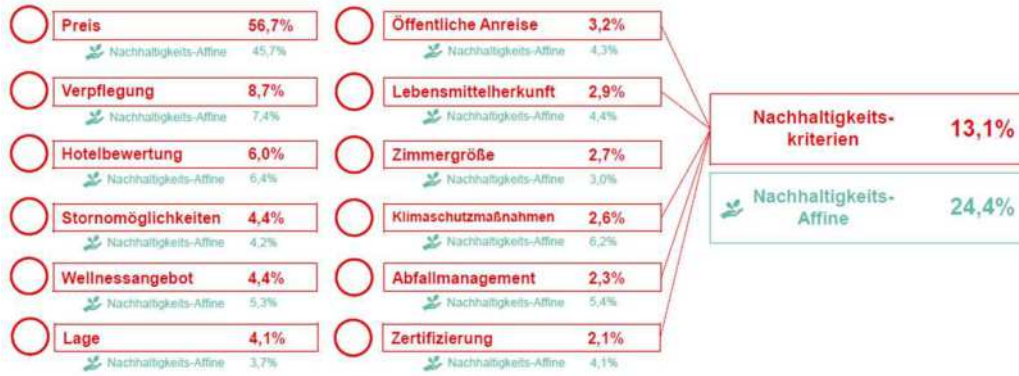 Preis 56,7%
Nachhaltigkeits-Affine 45,7%
Verpflegung 8,7%
Nachhaltigkeits-Affine 7,4%
Hotelbewertung 6,0%
Nachhaltigkeits-Affine 6,4%
Stornomöglichkeiten 4,4%
Nachhaltigkeits-Affine 4,2%
Wellnessangebot 4,4%
Nachhaltigkeits-Affine 5,3%
Lage 4,1%
Nachhaltigkeits-Affine 3,7%
Öffentliche Anreise 3,2%
Nachhaltigkeits-Affine 4,3%
Lebensmittelherkunft 2,9%
Nachhaltigkeits-Affine 4,4%
Zimmergröße 2,7%
Nachhaltigkeits-Affine 3,0%
Klimaschutzmaßnahmen 2,6%
Nachhaltigkeits-Affine 6,2%
Abfallmanagement 2,3%
Nachhaltigkeits-Affine 5,4%
Zertifizierung 2,1%
Nachhaltigkeits-Affine 4,1%
Nachhaltigkeits-
kriterien 13,1%
Nachhaltigkeits-
Affine 24,4%